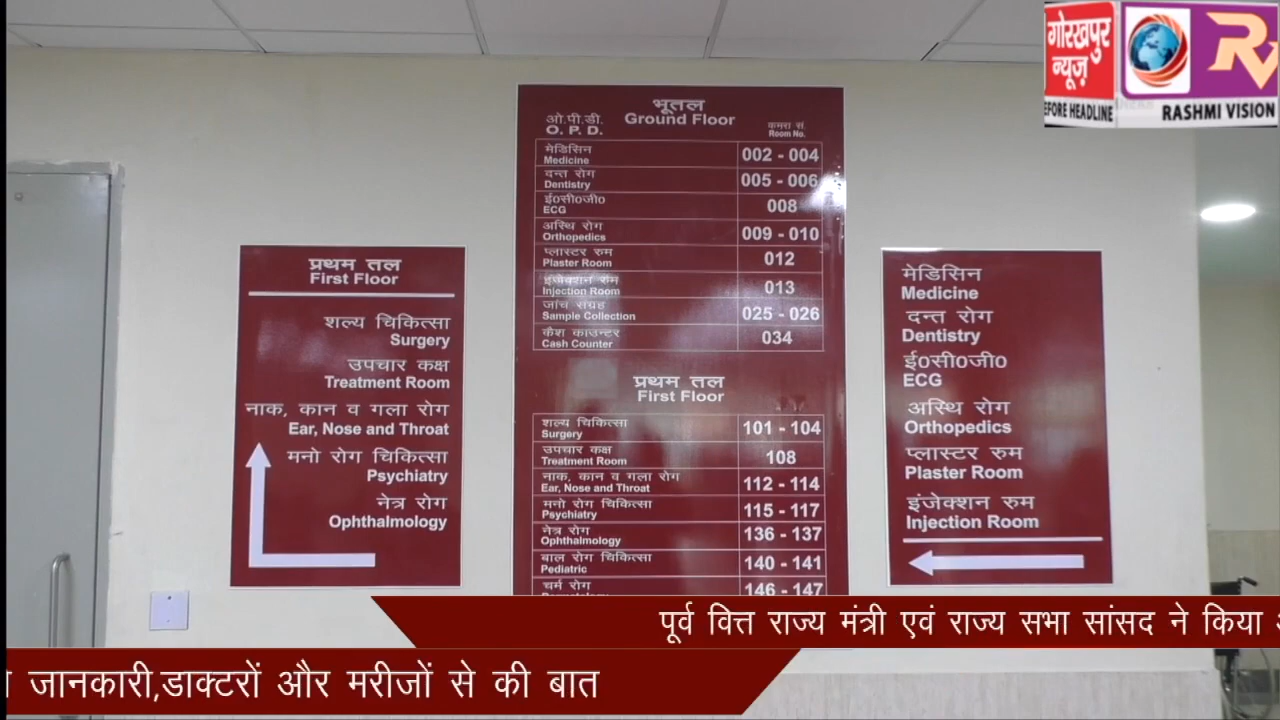 गोरखपुर
न्यूज़
EFORE HEADLINE
RV
RASHMI VISION
प्रथम तल
First Floor
शल्य चिकित्सा
Surgery
उपचार कक्ष
Treatment Room
नाक, कान व गला रोग
Ear, Nose and Throat
मनो रोग चिकित्सा
Psychiatry
नेत्र रोग
Ophthalmology
भूतल
Ground Floor
ओ.पी.डी.
O. P. D.
कमरा सं.
Room No.
मेडिसिन
Medicine
002 - 004
दन्त रोग
Dentistry
005 - 006
ई०सी०जी०
ECG
008
अस्थि रोग
Orthopedics
009 - 010
प्लास्टर रुम
Plaster Room
012
इंजेक्शन रुम
Injection Room
013
जांच संग्रह
Sample Collection
025 - 026
कैश काउन्टर
Cash Counter
034
प्रथम तल
First Floor
शल्य चिकित्सा
Surgery
101 - 104
उपचार कक्ष
Treatment Room
108
नाक, कान व गला रोग
Ear, Nose and Throat
112 - 114
मनो रोग चिकित्सा
Psychiatry
115 - 117
नेत्र रोग
Ophthalmology
136 - 137
बाल रोग चिकित्सा
Pediatric
140 - 141
चर्म रोग
146 - 147
मेडिसिन
Medicine
दन्त रोग
Dentistry
ई०सी०जी०
ECG
अस्थि रोग
Orthopedics
प्लास्टर रुम
Plaster Room
इंजेक्शन रुम
Injection Room
पूर्व वित्त राज्य मंत्री एवं राज्य सभा सांसद ने किया
जानकारी,डाक्टरों और मरीजों से की बात